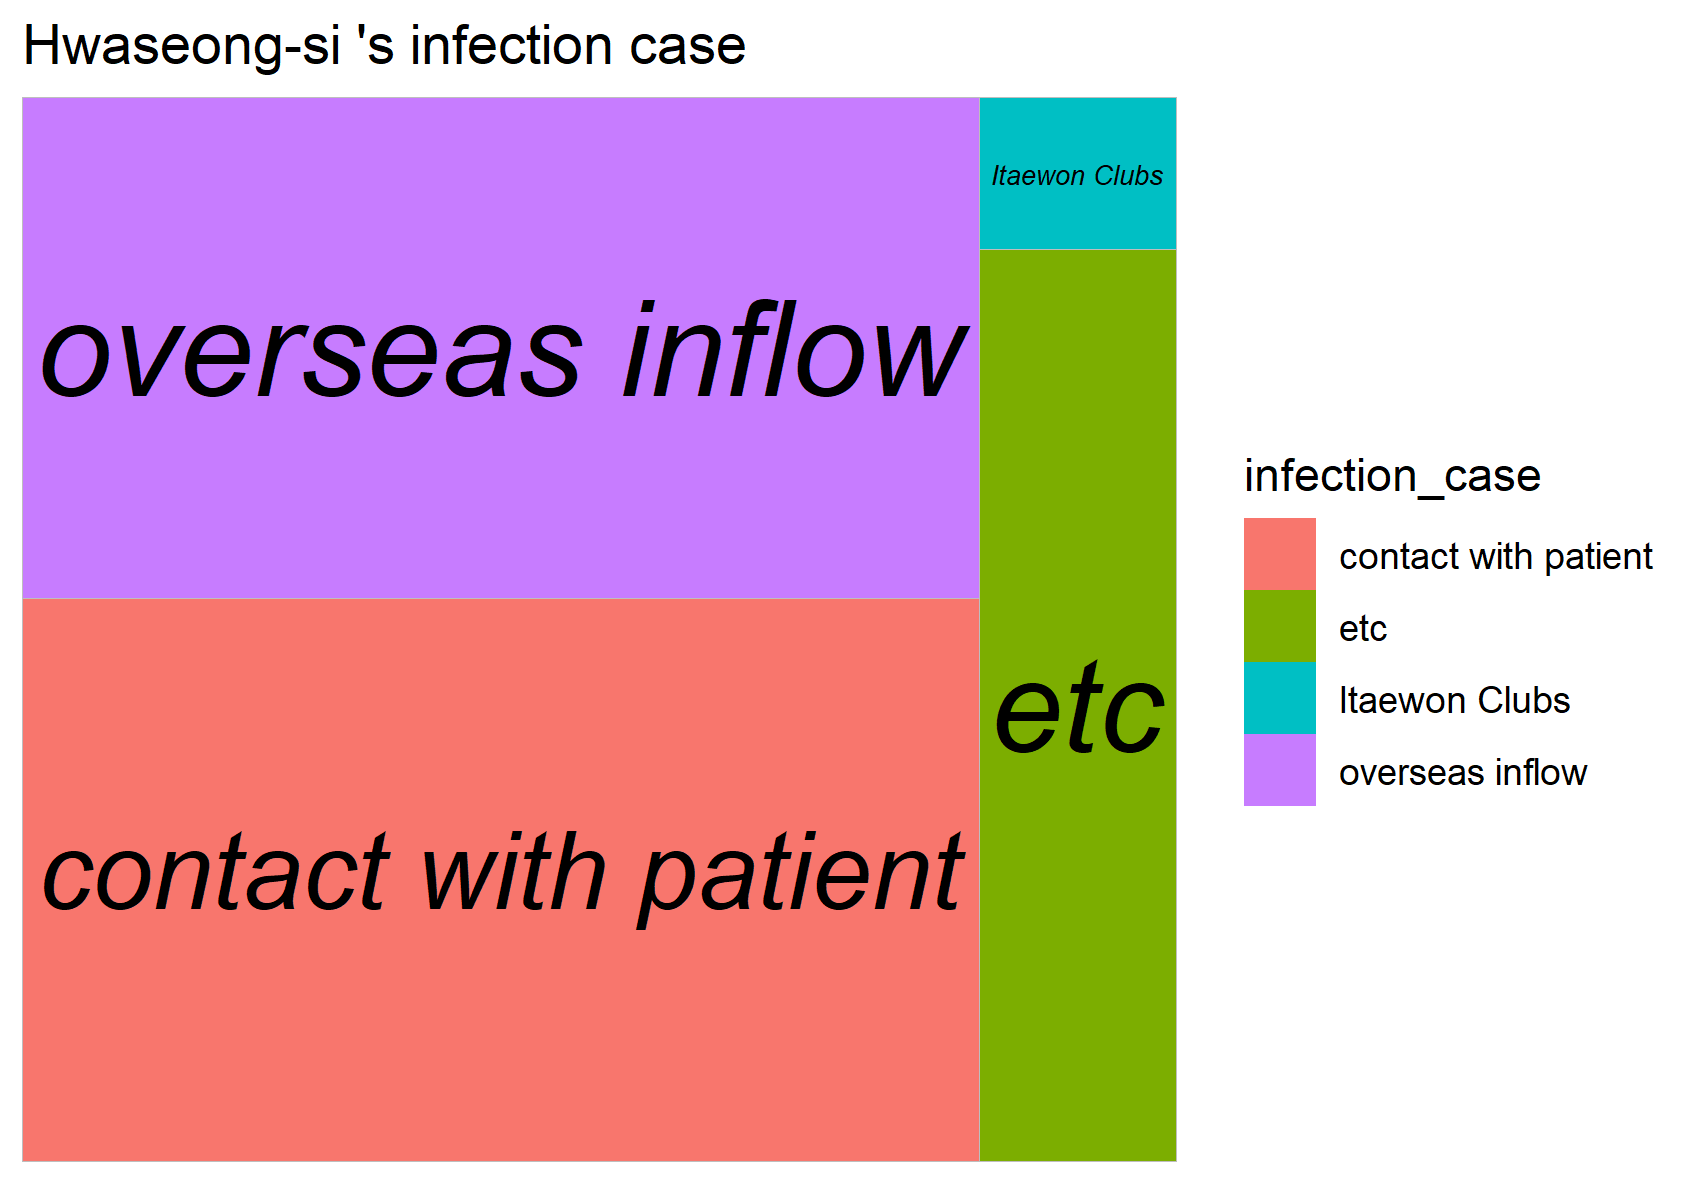 Hwaseong-si 's infection case
Itaewon Clubs
overseas inflow
etc
contact with patient
infection_case
contact with patient
etc
Itaewon Clubs
overseas inflow